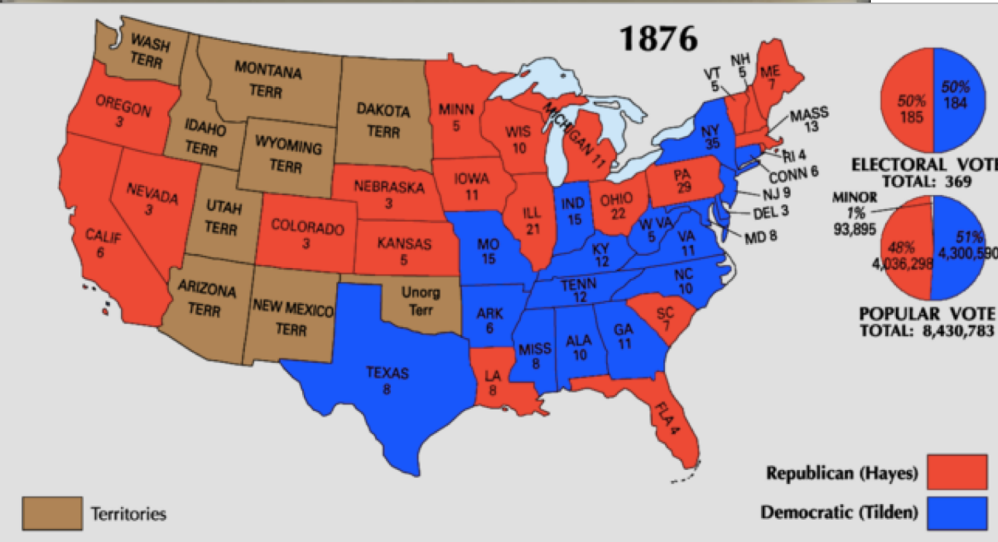 1876
WASH
TERR
MONTANA
TERR
DAKOTA
TERR
MINN
5
OREGON
3
IDAHO
TERR
WYOMING
TERR
WIS
10
MICHIGAN 11
VT
5
NH
5
ME
7
MASS
13
NY
35
RI 4
CONN 6
NJ 9
DEL 3
MD 8
PA
29
NEVADA
3
CALIF
6
UTAH
TERR
COLORADO
3
NEBRASKA
3
KANSAS
5
IOWA
11
ILL
21
IND
15
OHIO
22
W VA
5
VA
11
MO
15
KY
12
NC
10
TENN
12
ARIZONA
TERR
NEW MEXICO
TERR
Unorg
Terr
ARK
6
SC
7
MISS
8
ALA
10
GA
11
TEXAS
8
LA
8
FLA 4
50%
185
50%
184
ELECTORAL VOTE
TOTAL: 369
MINOR
1%
93,895
48%
4,036,298
51%
4,300,590
POPULAR VOTE
TOTAL: 8,430,783
Republican (Hayes)
Democratic (Tilden)
Territories